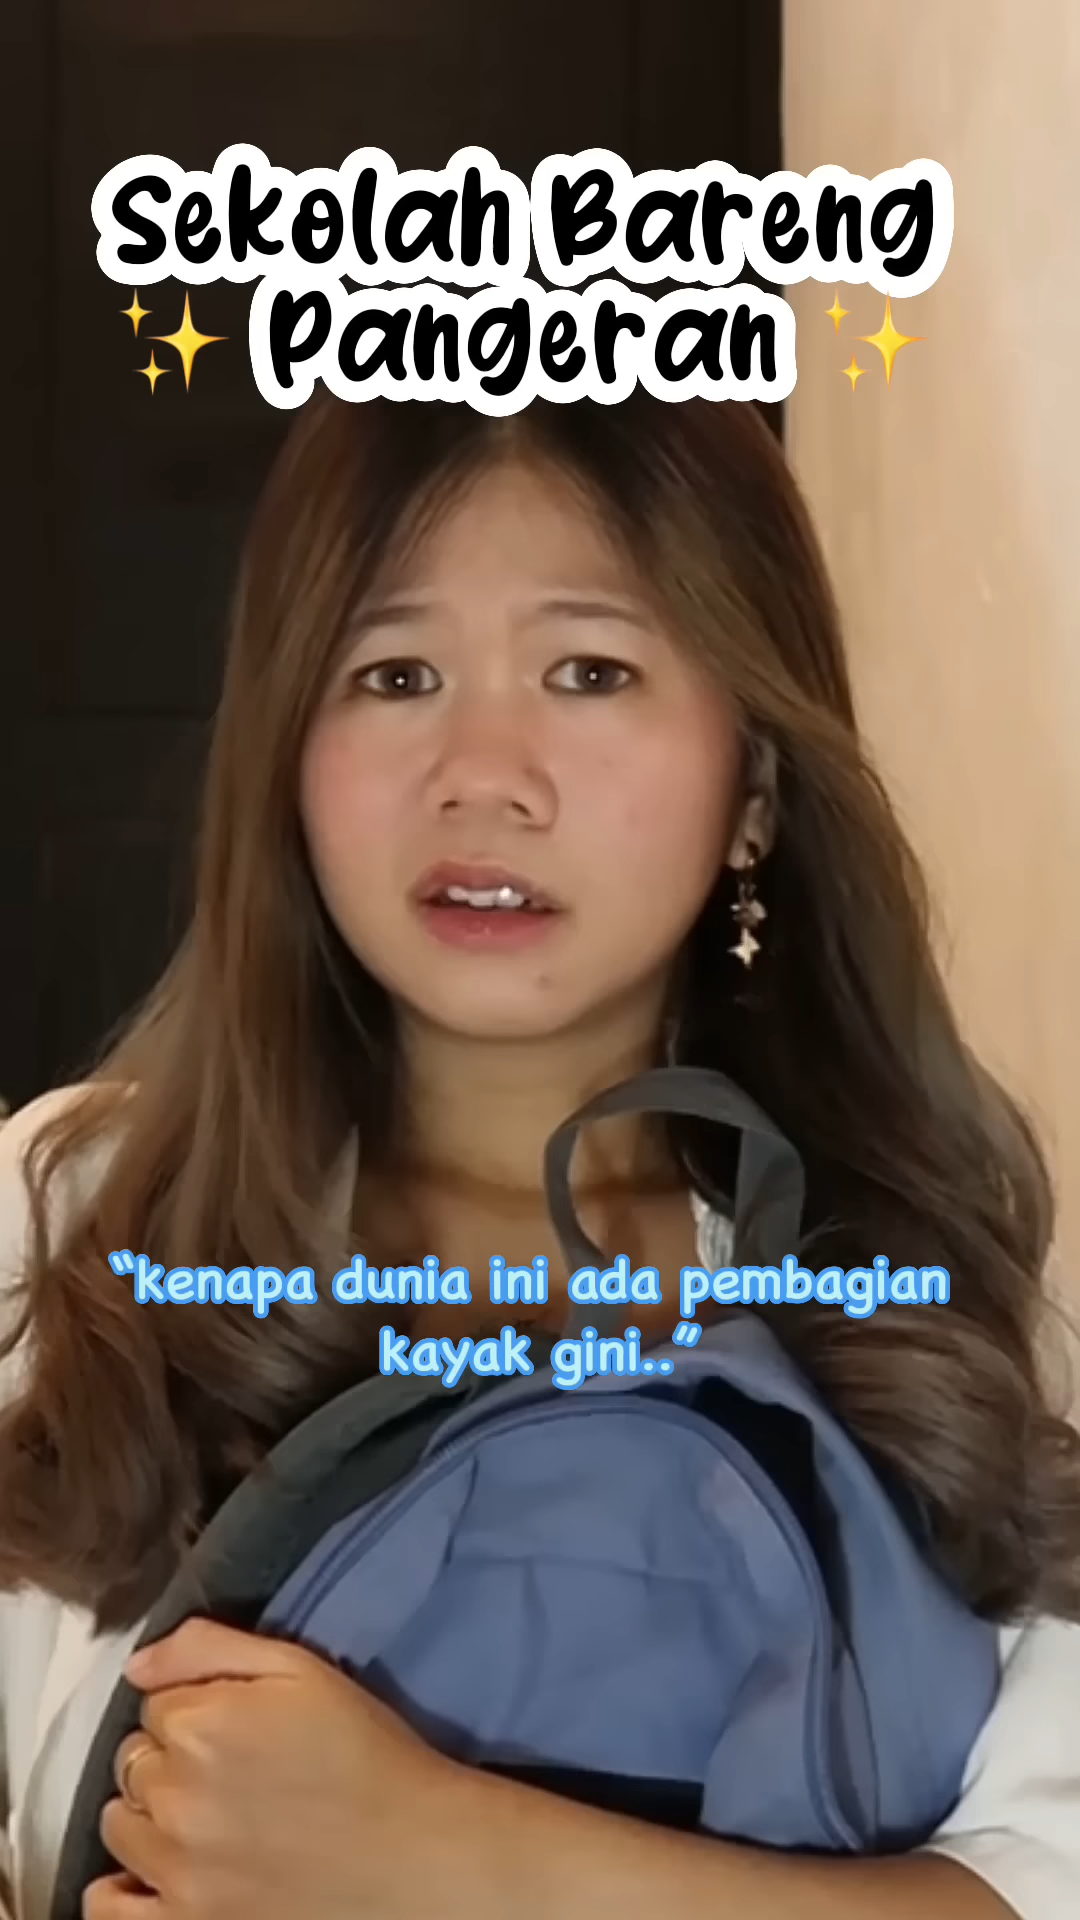 Sekolah Bareng
✨ Pangeran ✨
"kenapa dunia ini ada pembagian
kayak gini.."